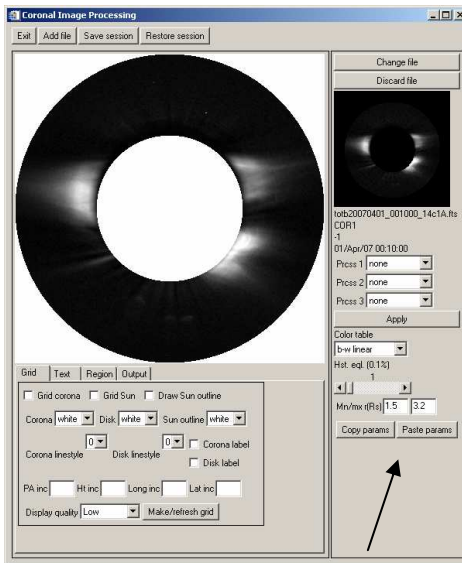 Coronal Image Processing
Exit Add file Save session Restore session
Change file
Discard file
totb20070401_001000_14c1A.fts
COR1
-1
01/Apr/07 00:10:00
Prcss 1 none
Prcss 2 none
Prcss 3 none
Apply
Color table
b-w linear
Hst. eql. (0.1%)
1
Mn/mx r(Rs) 1.5 3.2
Copy params Paste params
Grid Text Region Output
Grid corona Grid Sun Draw Sun outline
Corona white Disk white Sun outline white
Corona linestyle 0 Disk linestyle 0 Corona label
Disk label
PA inc Ht inc Long inc Lat inc
Display quality Low Make/refresh grid